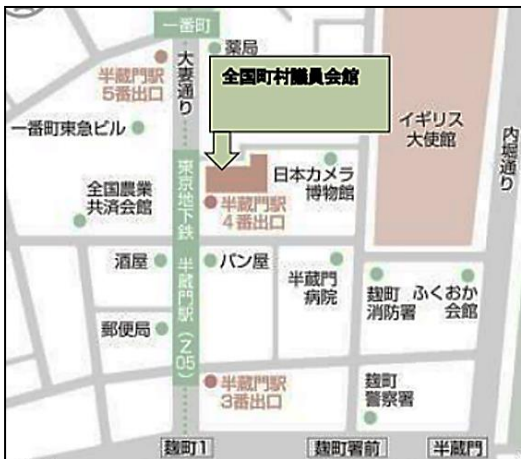 一番町
薬局
大妻通り
半蔵門駅
5番出口
全国町村議員会館
イギリス
大使館
内堀通り
一番町東急ビル
東京地下鉄 半蔵門駅（Z05）
日本カメラ
博物館
全国農業
共済会館
半蔵門駅
4番出口
酒屋
パン屋
半蔵門
病院
麹町
消防署
ふくおか
会館
郵便局
半蔵門駅
3番出口
麹町
警察署
麹町1
麹町署前
半蔵門